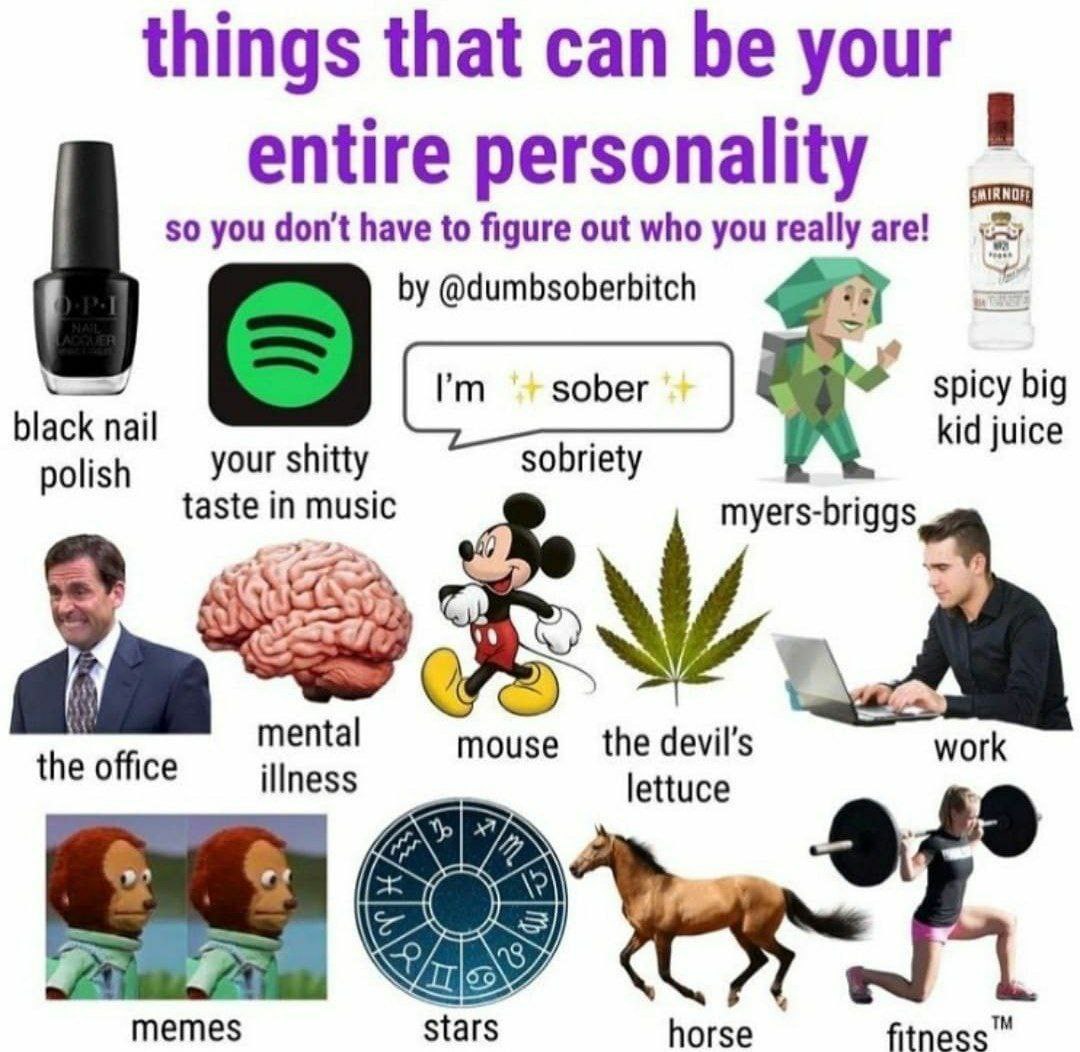 things that can be your
entire personality
so you don't have to figure out who you really are!
by @dumbsoberbitch
SMIRNOFF
O·P·I
NAIL
LACQUER
I'm ✨ sober ✨
spicy big
kid juice
black nail
polish
your shitty
taste in music
sobriety
myers-briggs
the office
mental
illness
mouse
the devil's
lettuce
work
memes
stars
horse
fitness™